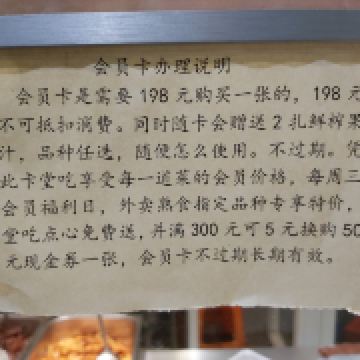 会员卡办理说明
会员卡是需要198元购买一张的，198元
不可抵扣消费。同时随卡会赠送2扎鲜榨果
汁，品种任选，随便怎么使用。不过期。凭
此卡堂吃享受每一道菜的会员价格，每周三
会员福利日，外卖熟食指定品种专享特价，
堂吃点心免费送，并满300元可5元换购50
元现金券一张，会员卡不过期长期有效。